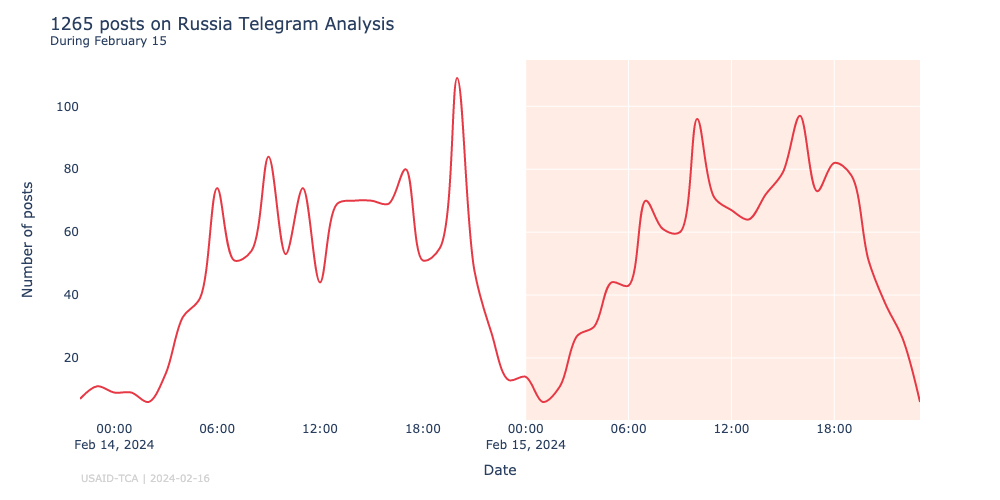 1265 posts on Russia Telegram Analysis
During February 15
Number of posts
100
80
60
40
20
00:00 06:00 12:00 18:00 00:00 06:00 12:00 18:00
Feb 14, 2024 Feb 15, 2024
Date
USAID-TCA | 2024-02-16